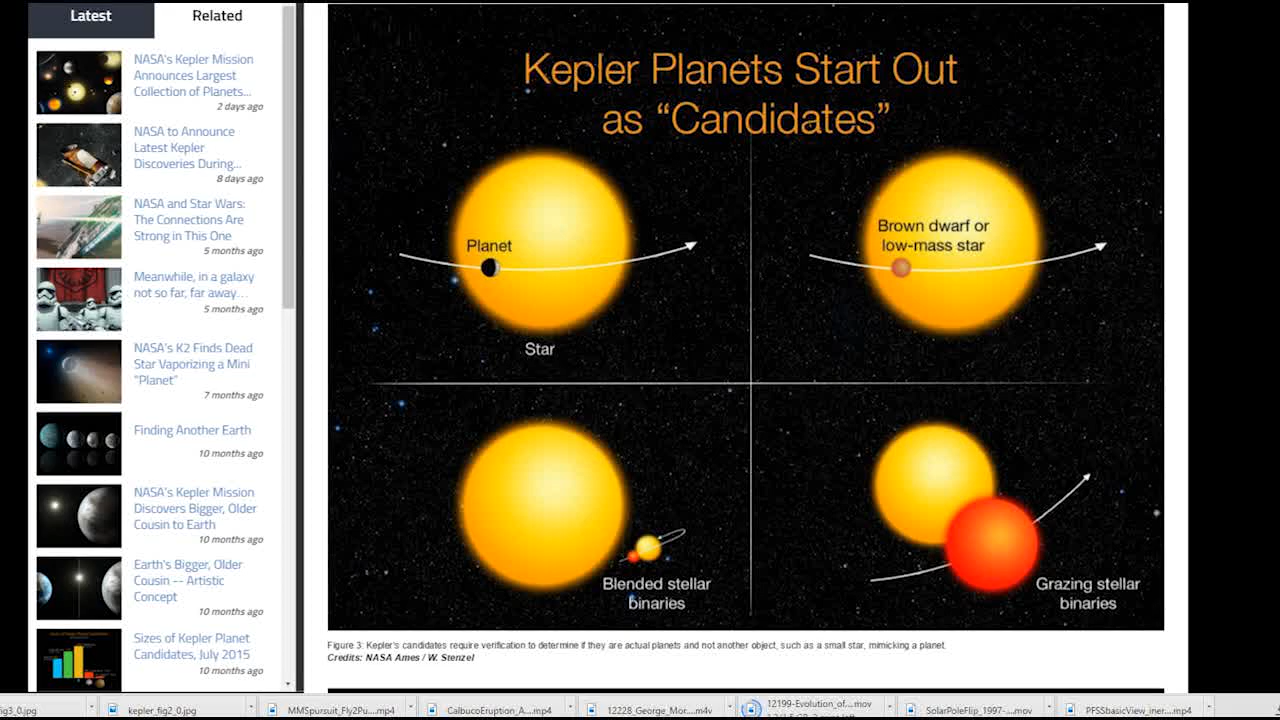 Latest
Related
NASA's Kepler Mission
Announces Largest
Collection of Planets...
2 days ago
NASA to Announce
Latest Kepler
Discoveries During...
8 days ago
NASA and Star Wars:
The Connections Are
Strong in This One
5 months ago
Meanwhile, in a galaxy
not so far, far away…
5 months ago
NASA's K2 Finds Dead
Star Vaporizing a Mini
"Planet"
7 months ago
Finding Another Earth
10 months ago
NASA's Kepler Mission
Discovers Bigger, Older
Cousin to Earth
10 months ago
Earth's Bigger, Older
Cousin -- Artistic
Concept
10 months ago
Sizes of Kepler Planet
Candidates, July 2015
10 months ago
Kepler Planets Start Out
as “Candidates”
Planet
Star
Brown dwarf or
low-mass star
Blended stellar
binaries
Grazing stellar
binaries
Figure 3: Kepler's candidates require verification to determine if they are actual planets and not another object, such as a small star, mimicking a planet.
Credits: NASA Ames / W. Stenzel
fig3_0.jpg
kepler_fig2_0.jpg
MMSpursuit_Fly2Pu....mp4
CalbucoEruption_A....mp4
12228_George_Mor....m4v
12199-Evolution_of....mov
SolarPoleFlip_1997-....mov
PFSSbasicView_iner....mp4